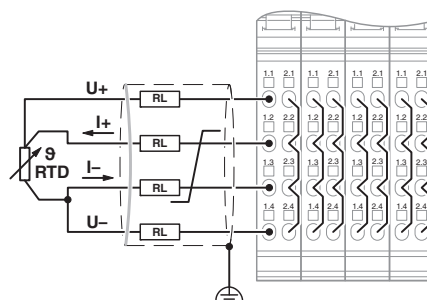 1.1 2.1 1.1 2.1 1.1 2.1 1.1 2.1
U+ RL
1.2 2.2 1.2 2.2 1.2 2.2 1.2 2.2
I+ RL
ϑ
RTD
1.3 2.3 1.3 2.3 1.3 2.3 1.3 2.3
I– RL
1.4 2.4 1.4 2.4 1.4 2.4 1.4 2.4
U– RL